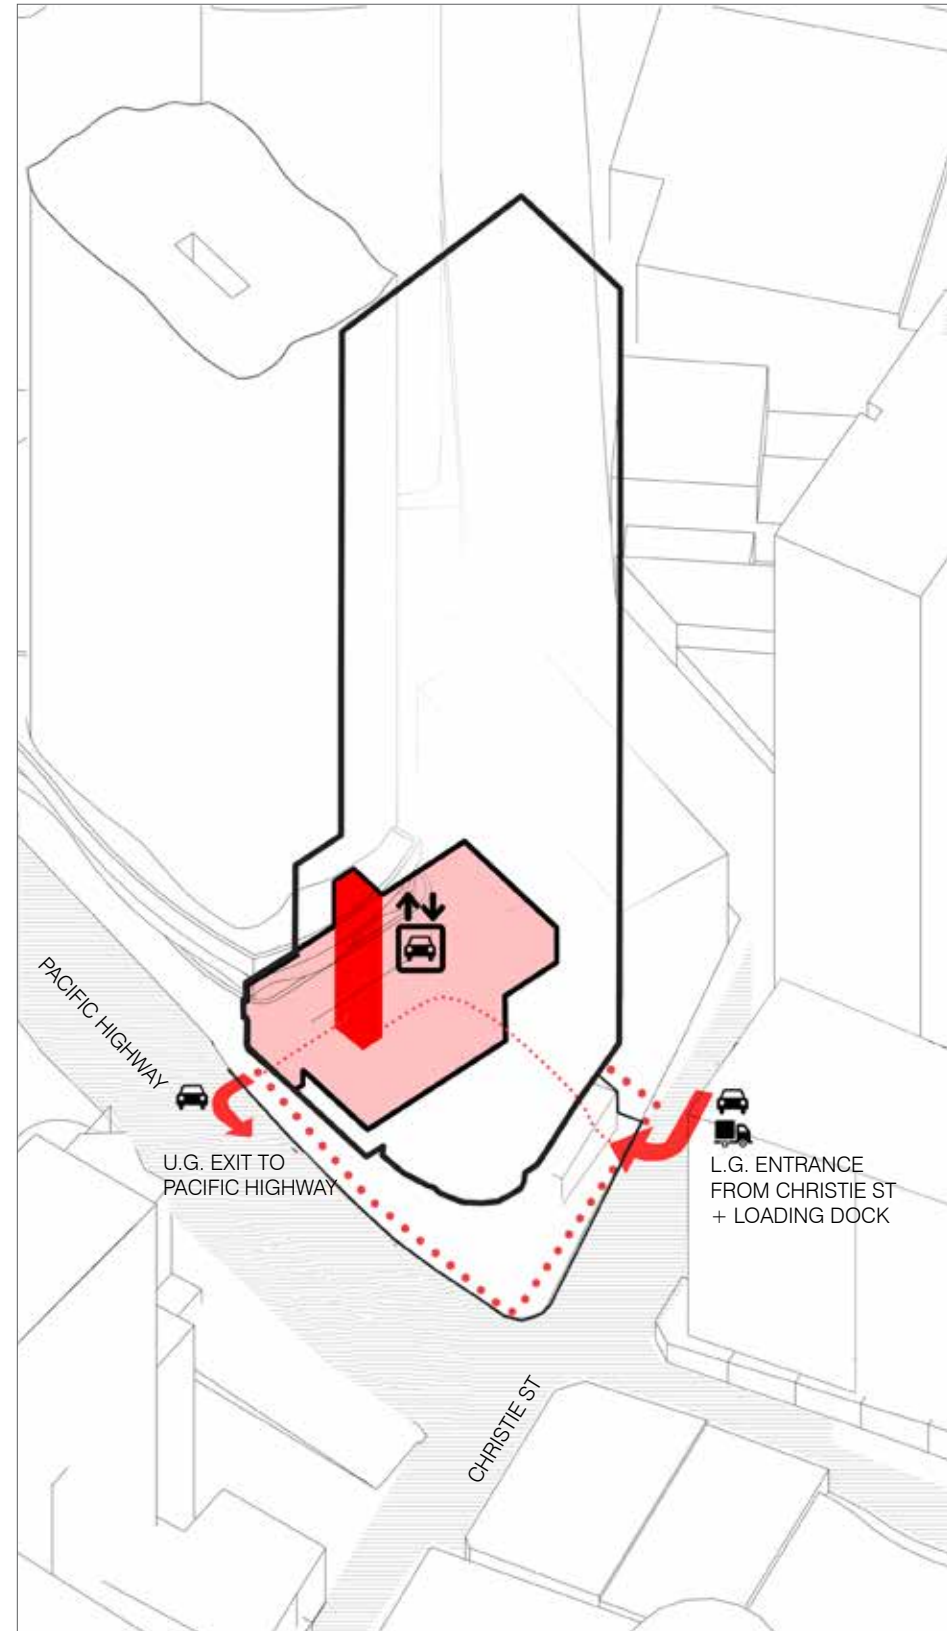 PACIFIC HIGHWAY
U.G. EXIT TO
PACIFIC HIGHWAY
L.G. ENTRANCE
FROM CHRISTIE ST
+ LOADING DOCK
CHRISTIE ST